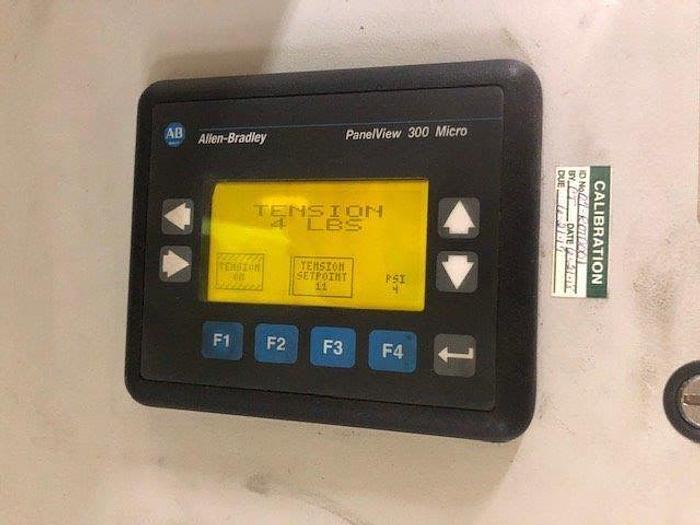 AB
Allen-Bradley
PanelView 300 Micro
TENSION
4 LBS
TENSION
ON
TENSION
SETPOINT
11
PSI
4
F1
F2
F3
F4
CALIBRATION
ID No
BY
DATE
DUE